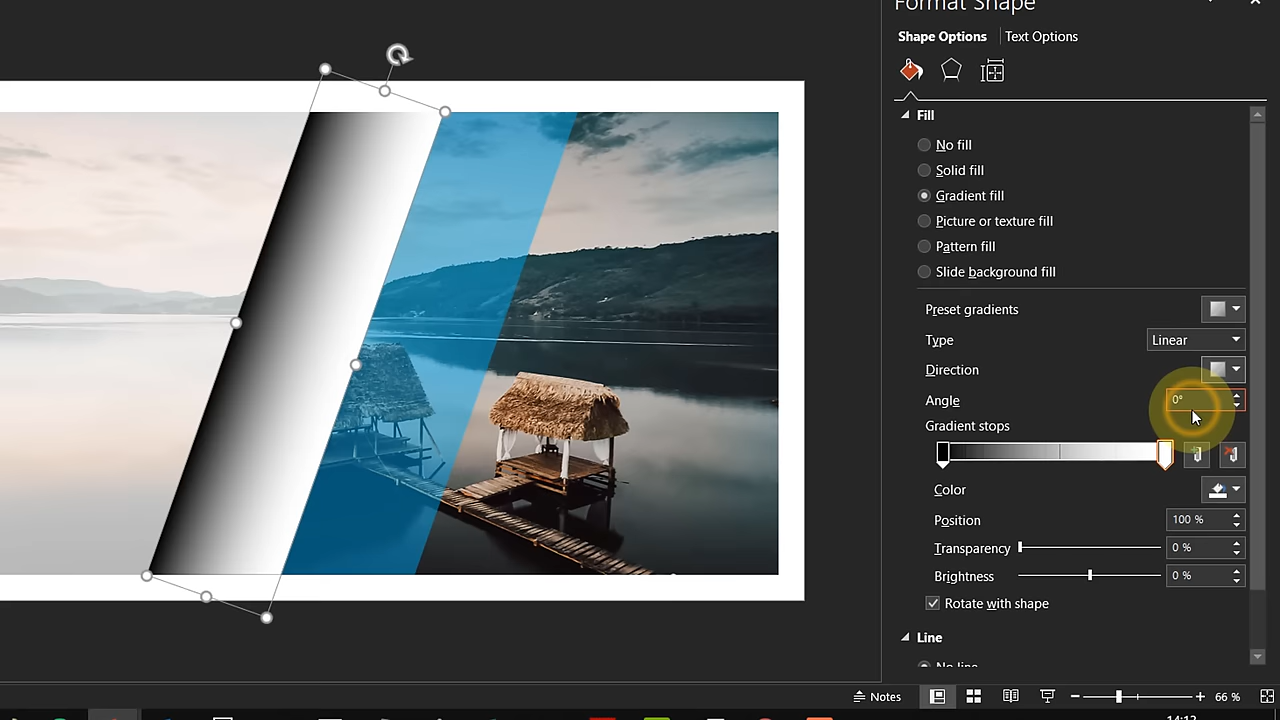 Format Shape
Shape Options Text Options
Fill
No fill
Solid fill
Gradient fill
Picture or texture fill
Pattern fill
Slide background fill
Preset gradients
Type Linear
Direction
Angle 0°
Gradient stops
Color
Position 100 %
Transparency 0 %
Brightness 0 %
Rotate with shape
Line
No line
Notes 66 %
14:12